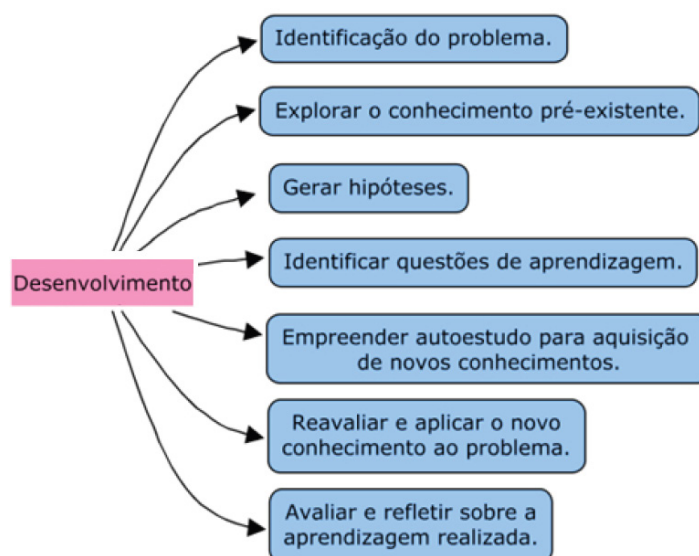 Identificação do problema.
Explorar o conhecimento pré-existente.
Gerar hipóteses.
Desenvolvimento
Identificar questões de aprendizagem.
Empreender autoestudo para aquisição
de novos conhecimentos.
Reavaliar e aplicar o novo
conhecimento ao problema.
Avaliar e refletir sobre a
aprendizagem realizada.